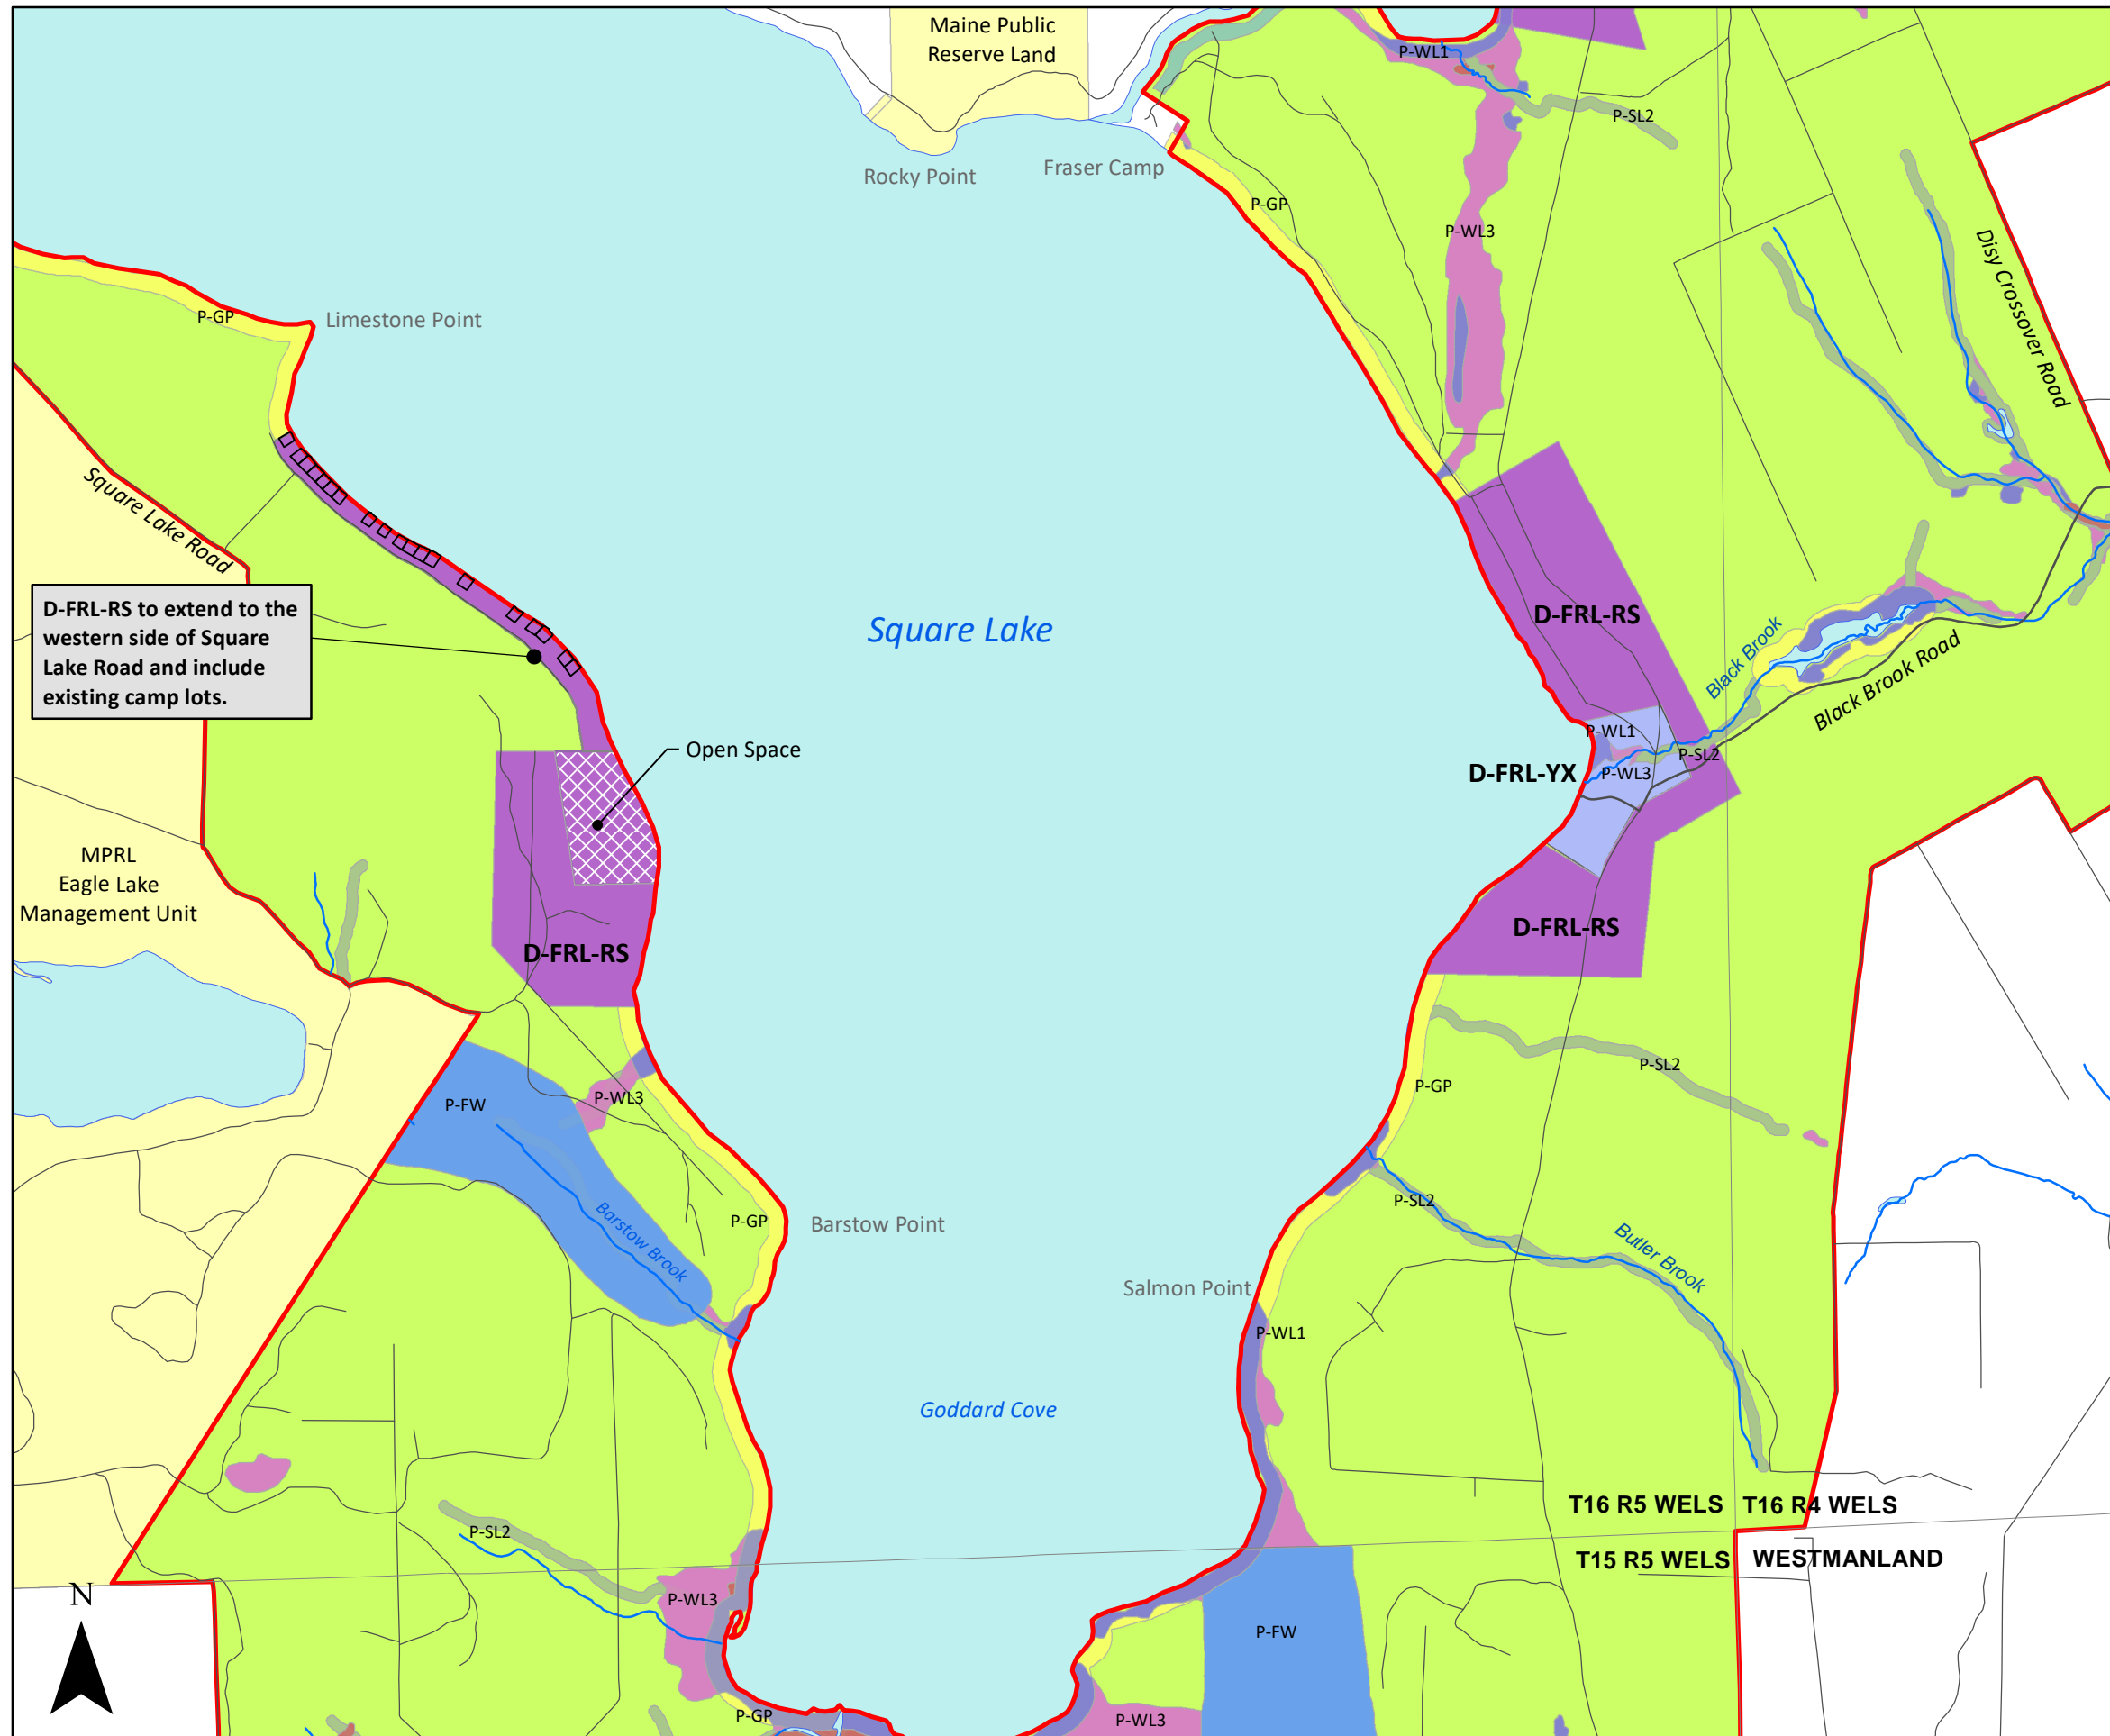 Maine Public
Reserve Land
P-WL1
P-SL2
Rocky Point
Fraser Camp
P-GP
P-WL3
Disy Crossover Road
P-GP
Limestone Point
Square Lake Road
D-FRL-RS to extend to the
western side of Square
Lake Road and include
existing camp lots.
Square Lake
D-FRL-RS
Black Brook
Black Brook Road
Open Space
P-WL1
P-SL2
D-FRL-YX
P-WL3
MPRL
Eagle Lake
Management Unit
D-FRL-RS
D-FRL-RS
P-SL2
P-GP
P-FW
P-WL3
P-SL2
Barstow Brook
P-GP
Barstow Point
Butler Brook
Salmon Point
P-WL1
Goddard Cove
T16 R5 WELS
T16 R4 WELS
P-SL2
T15 R5 WELS
WESTMANLAND
N
P-WL3
P-FW
P-GP
P-WL3